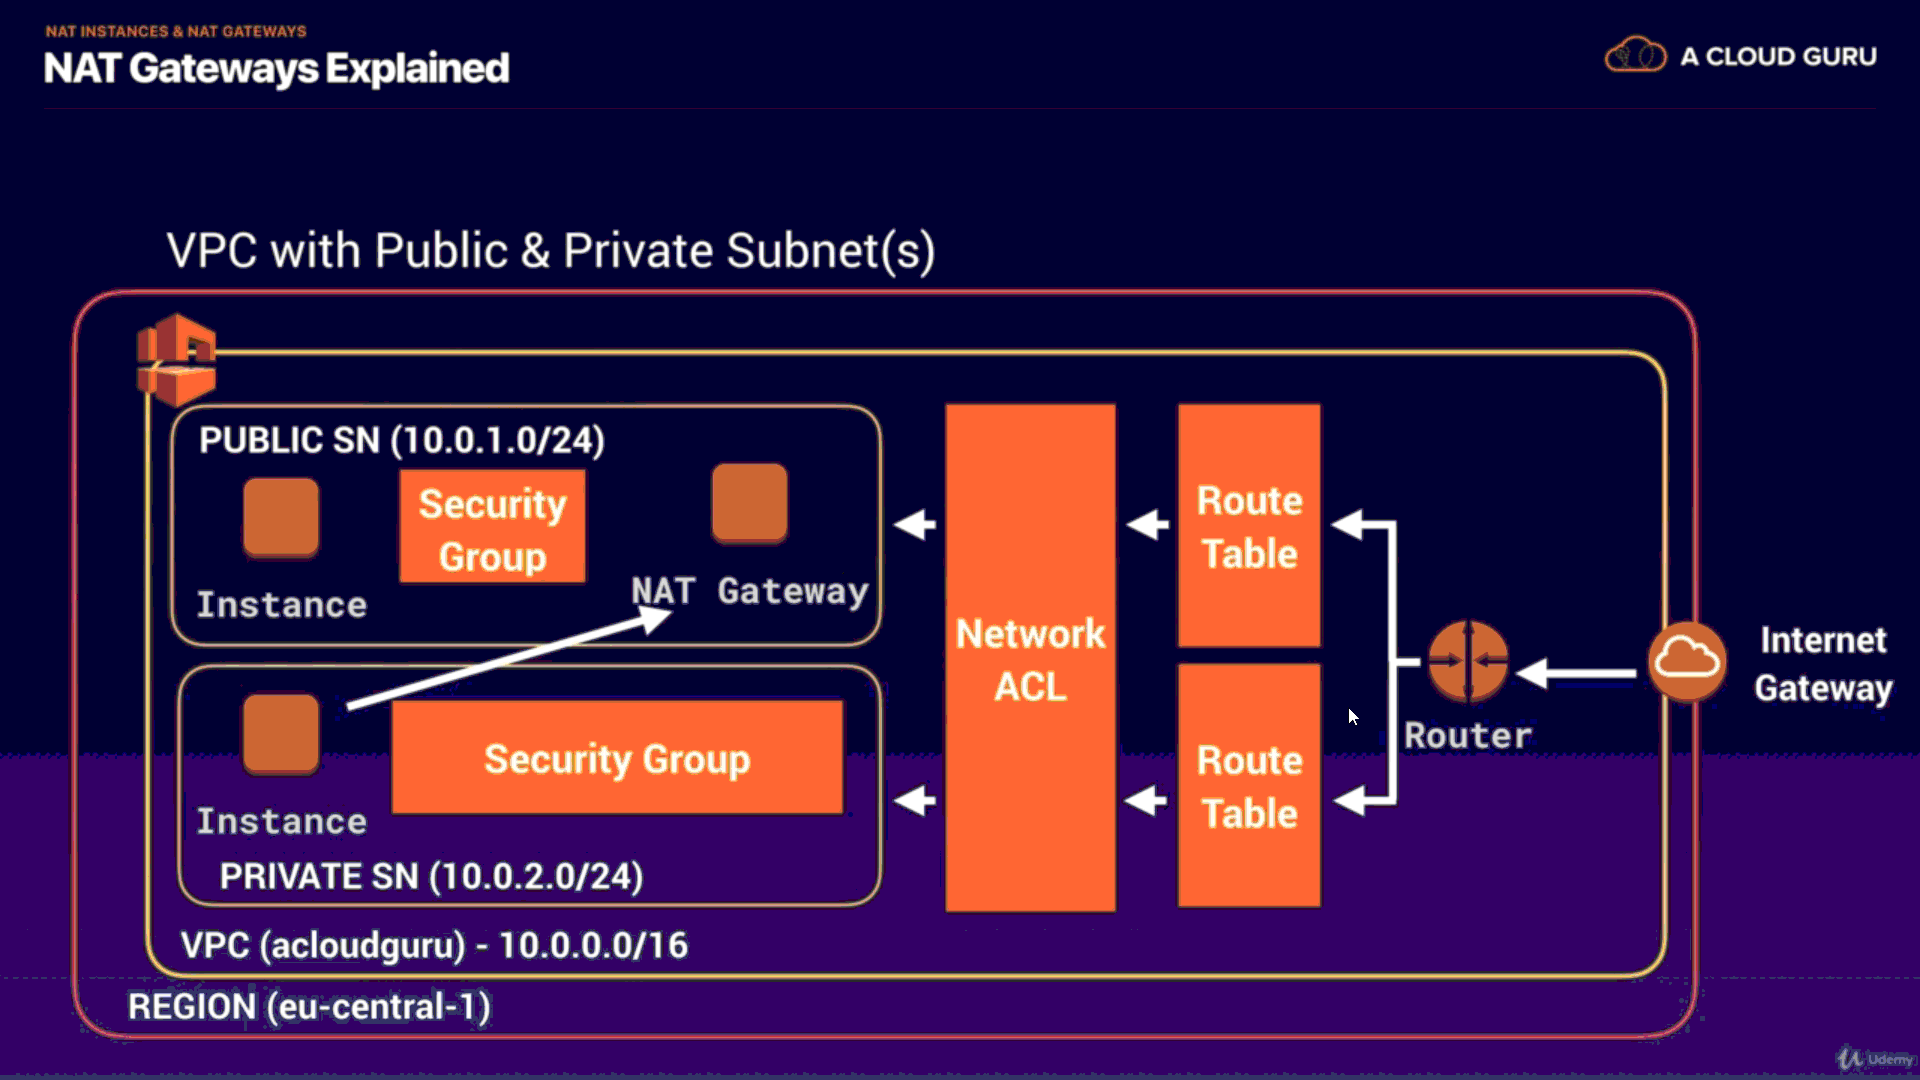 NAT INSTANCES & NAT GATEWAYS
NAT Gateways Explained
A CLOUD GURU
VPC with Public & Private Subnet(s)
PUBLIC SN (10.0.1.0/24)
Security
Group
Instance
NAT Gateway
Security Group
Instance
PRIVATE SN (10.0.2.0/24)
Network
ACL
Route
Table
Route
Table
Router
Internet
Gateway
VPC (acloudguru) - 10.0.0.0/16
REGION (eu-central-1)
Udemy